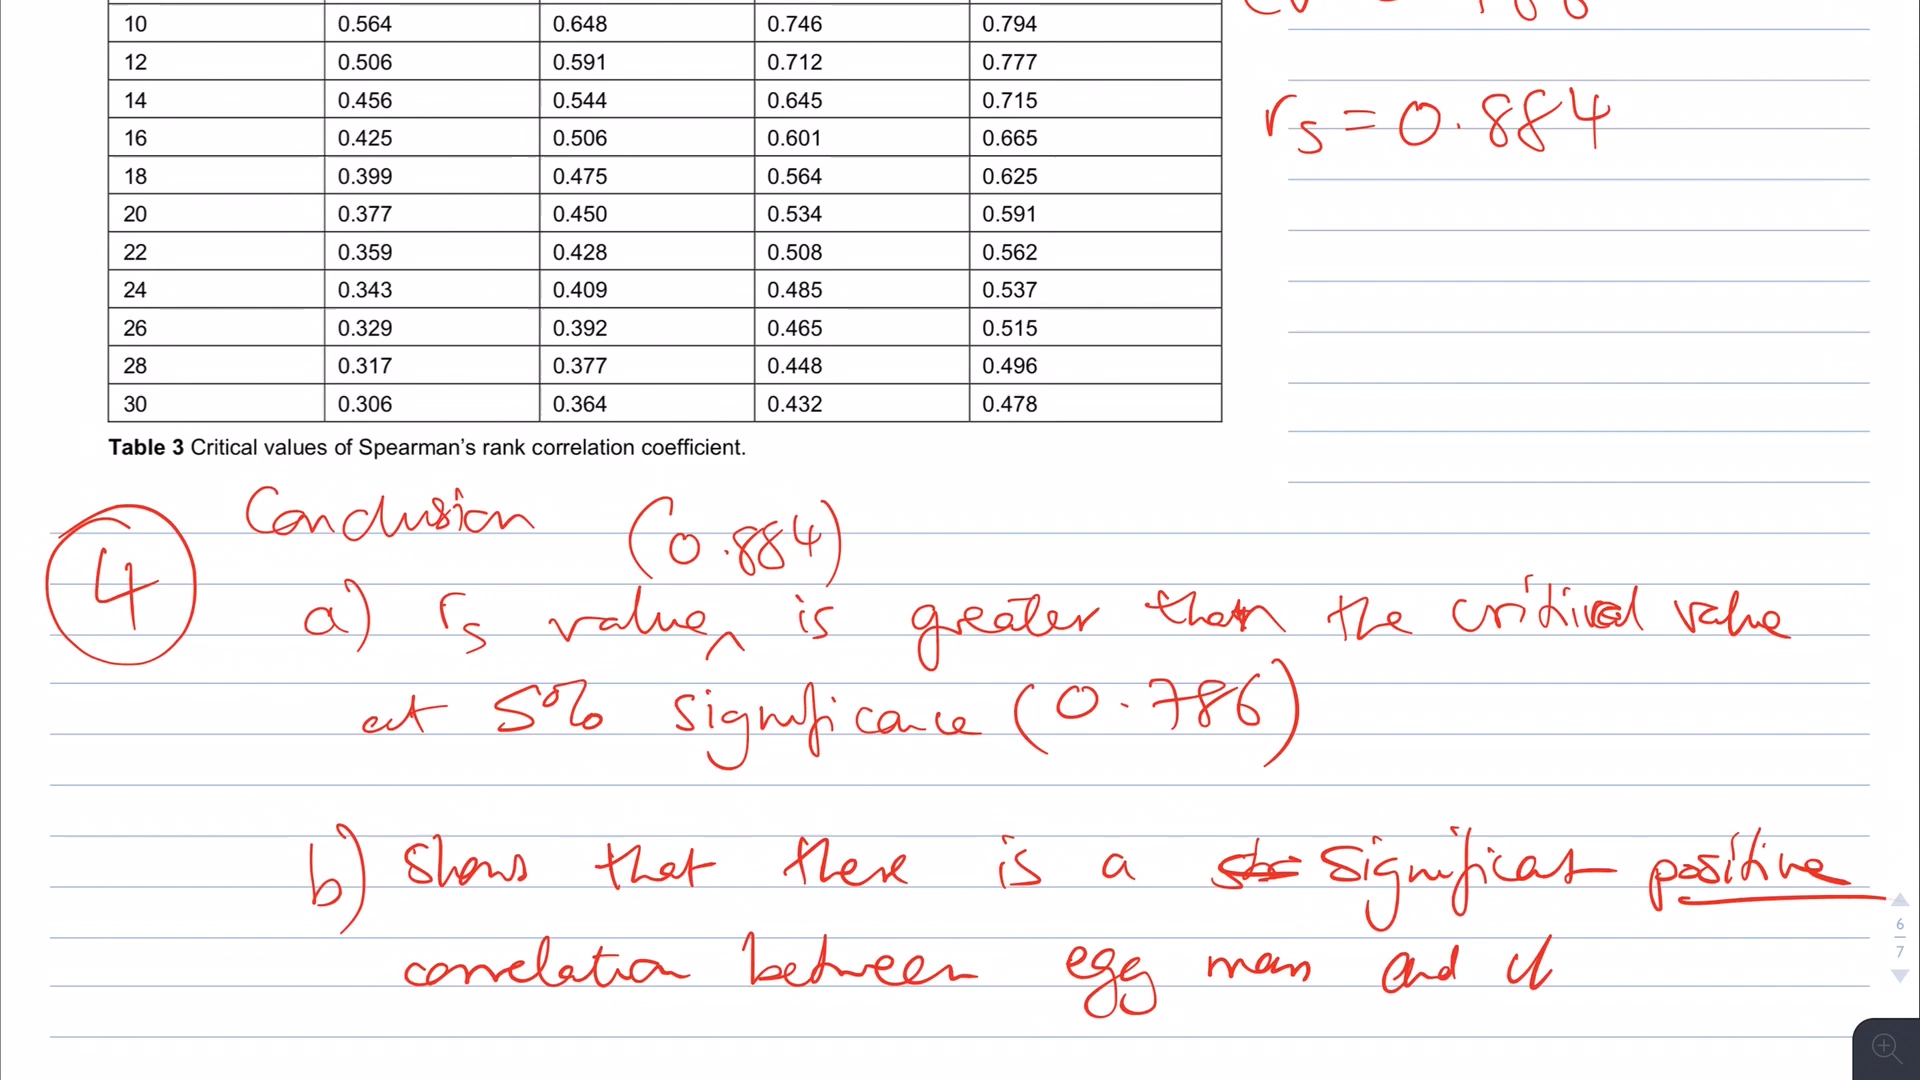 10 0.564 0.648 0.746 0.794
12 0.506 0.591 0.712 0.777
14 0.456 0.544 0.645 0.715
16 0.425 0.506 0.601 0.665
18 0.399 0.475 0.564 0.625
20 0.377 0.450 0.534 0.591
22 0.359 0.428 0.508 0.562
24 0.343 0.409 0.485 0.537
26 0.329 0.392 0.465 0.515
28 0.317 0.377 0.448 0.496
30 0.306 0.364 0.432 0.478
Table 3 Critical values of Spearman's rank correlation coefficient.
rs = 0.884
4
Conclusion (0.884)
a) rs value is greater than the critical value
at 5% significance (0.786)
b) Shows that there is a significant positive
correlation between egg mass and
6
7